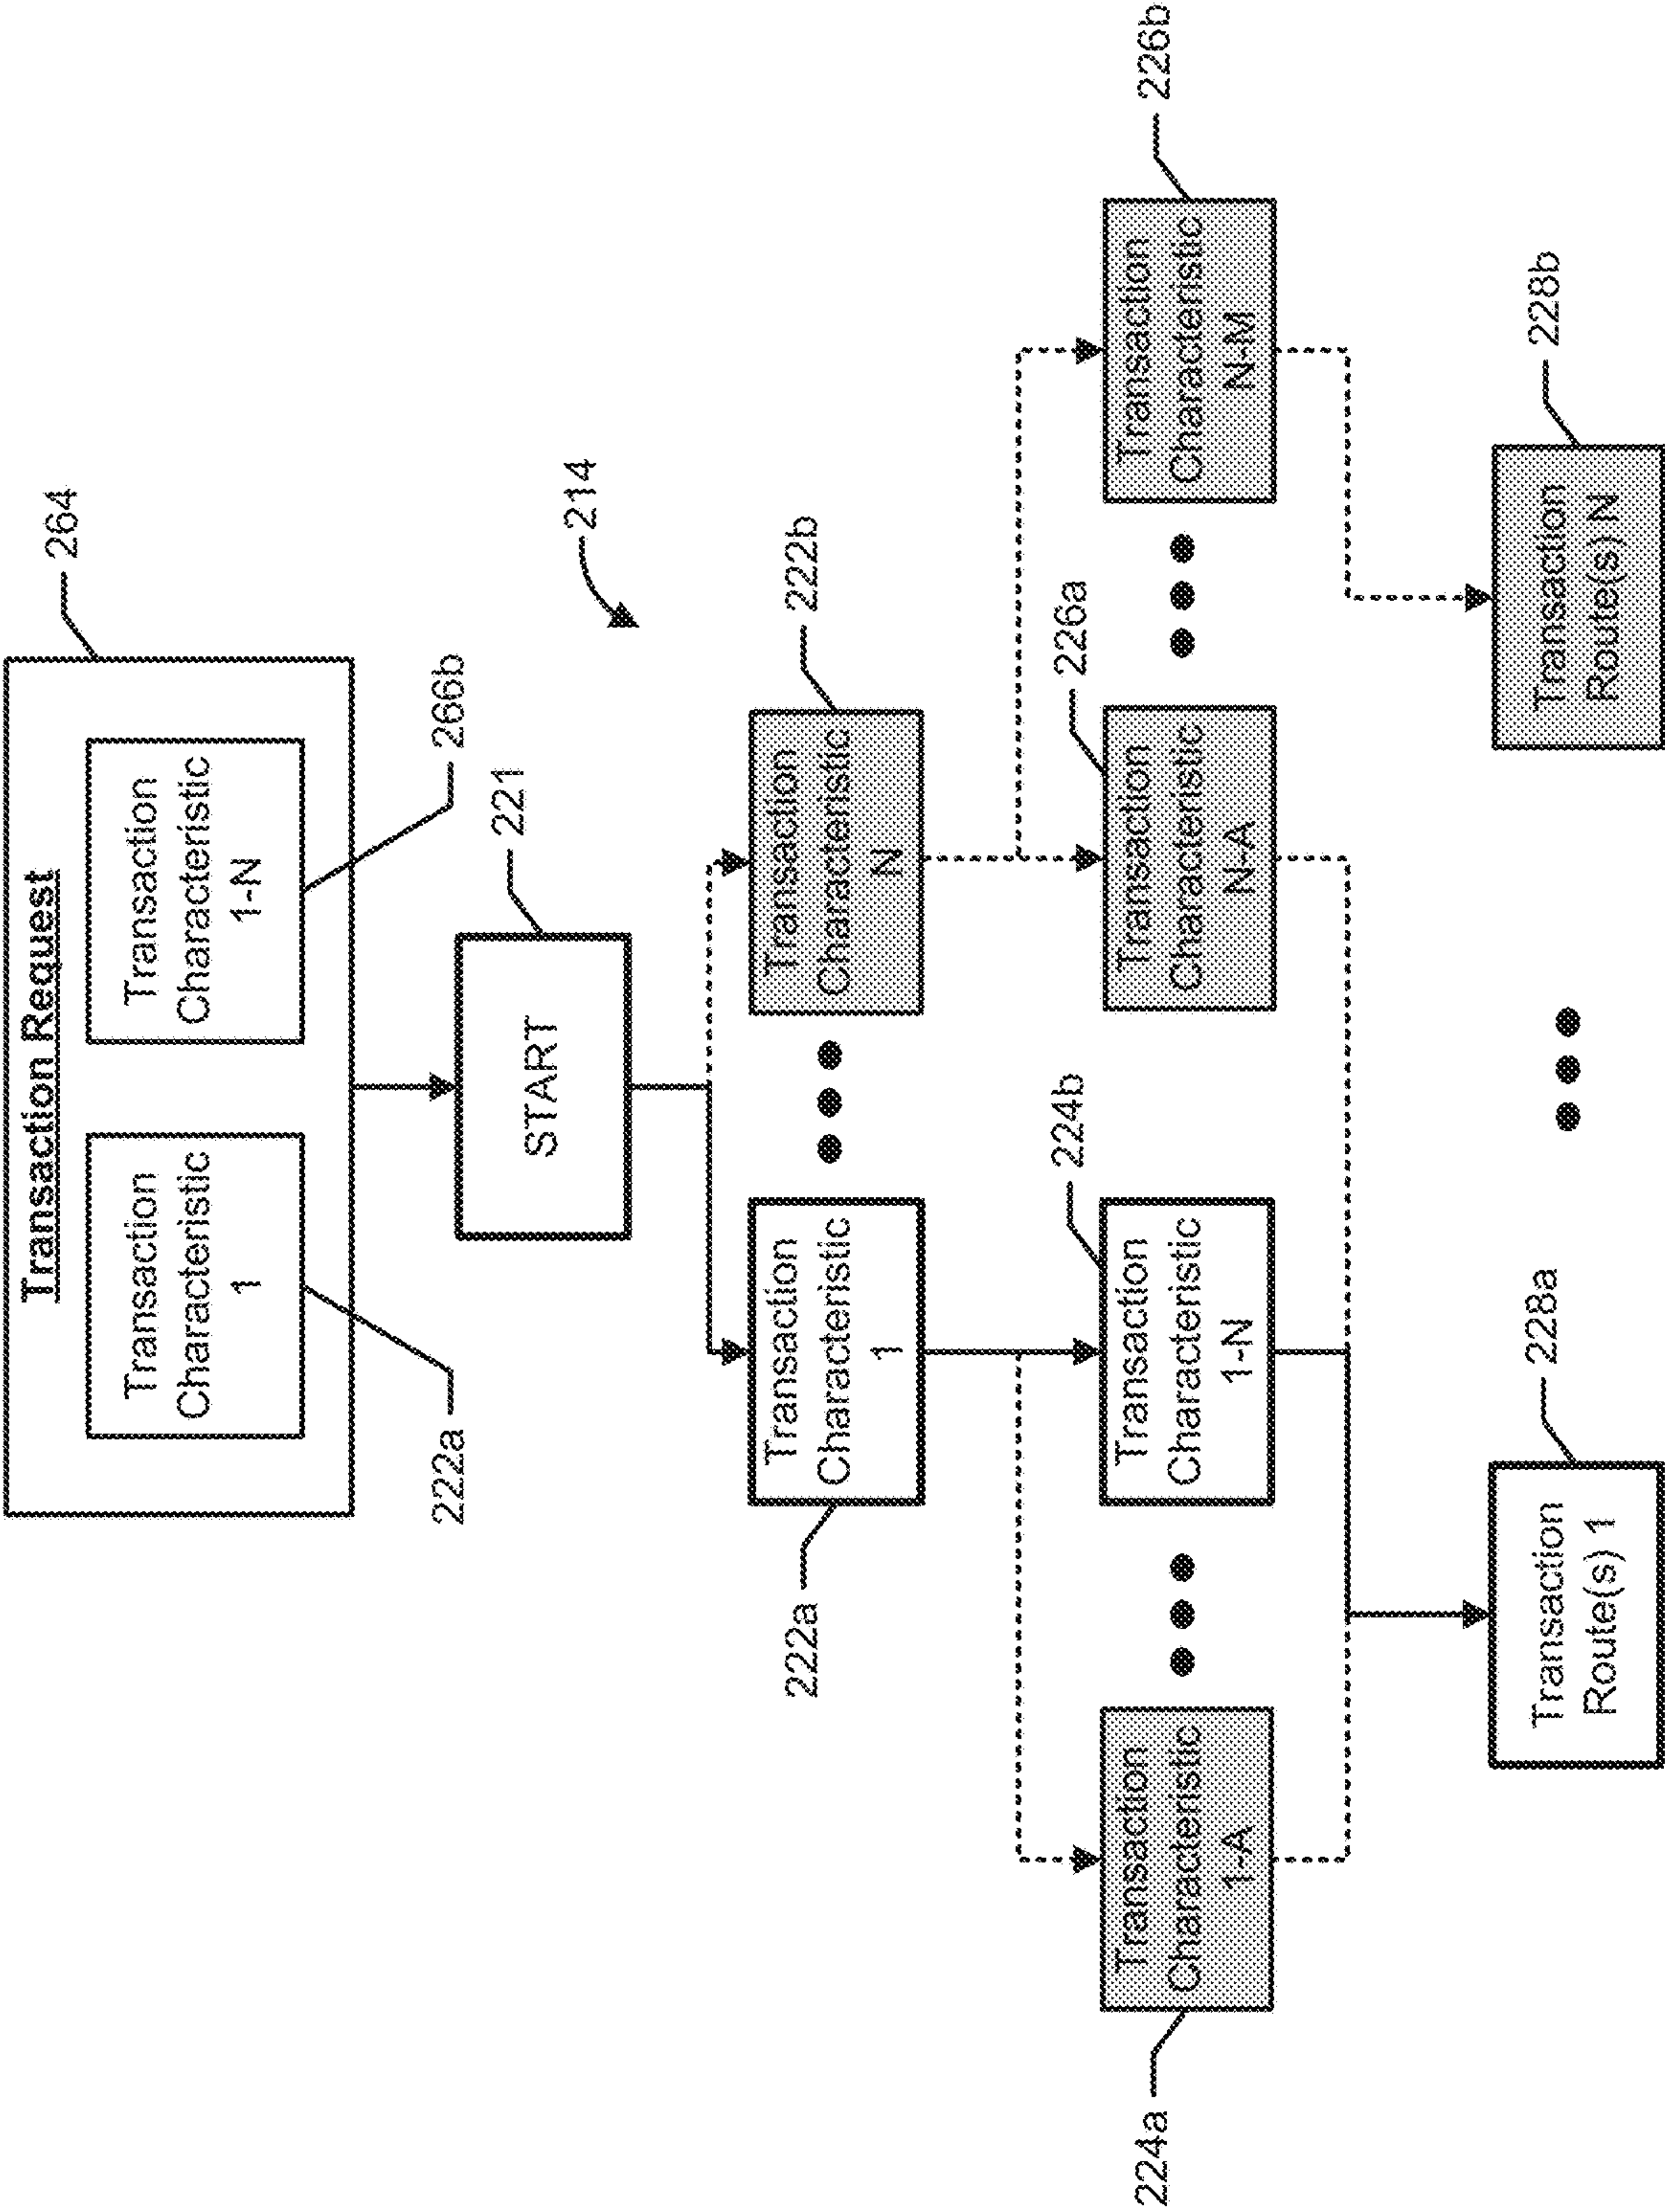 264
Transaction Request
Transaction
Characteristic
1
Transaction
Characteristic
1-N
222a
266b
221
START
214
222a
Transaction
Characteristic
1
222b
Transaction
Characteristic
N
224a
Transaction
Characteristic
1-A
224b
Transaction
Characteristic
1-N
226a
Transaction
Characteristic
N-A
226b
Transaction
Characteristic
N-M
228a
Transaction
Route(s) 1
228b
Transaction
Route(s) N